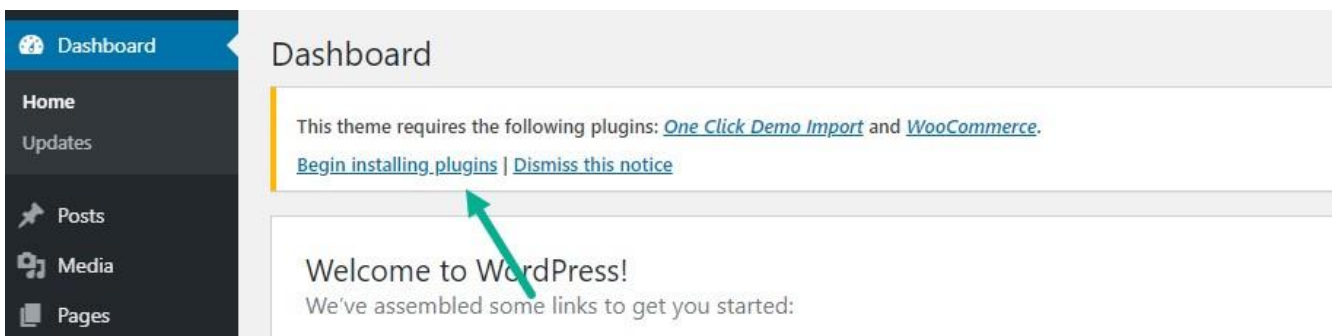 Dashboard
Home
Updates
Posts
Media
Pages
Dashboard
This theme requires the following plugins: One Click Demo Import and WooCommerce.
Begin installing plugins | Dismiss this notice
Welcome to WordPress!
We've assembled some links to get you started: